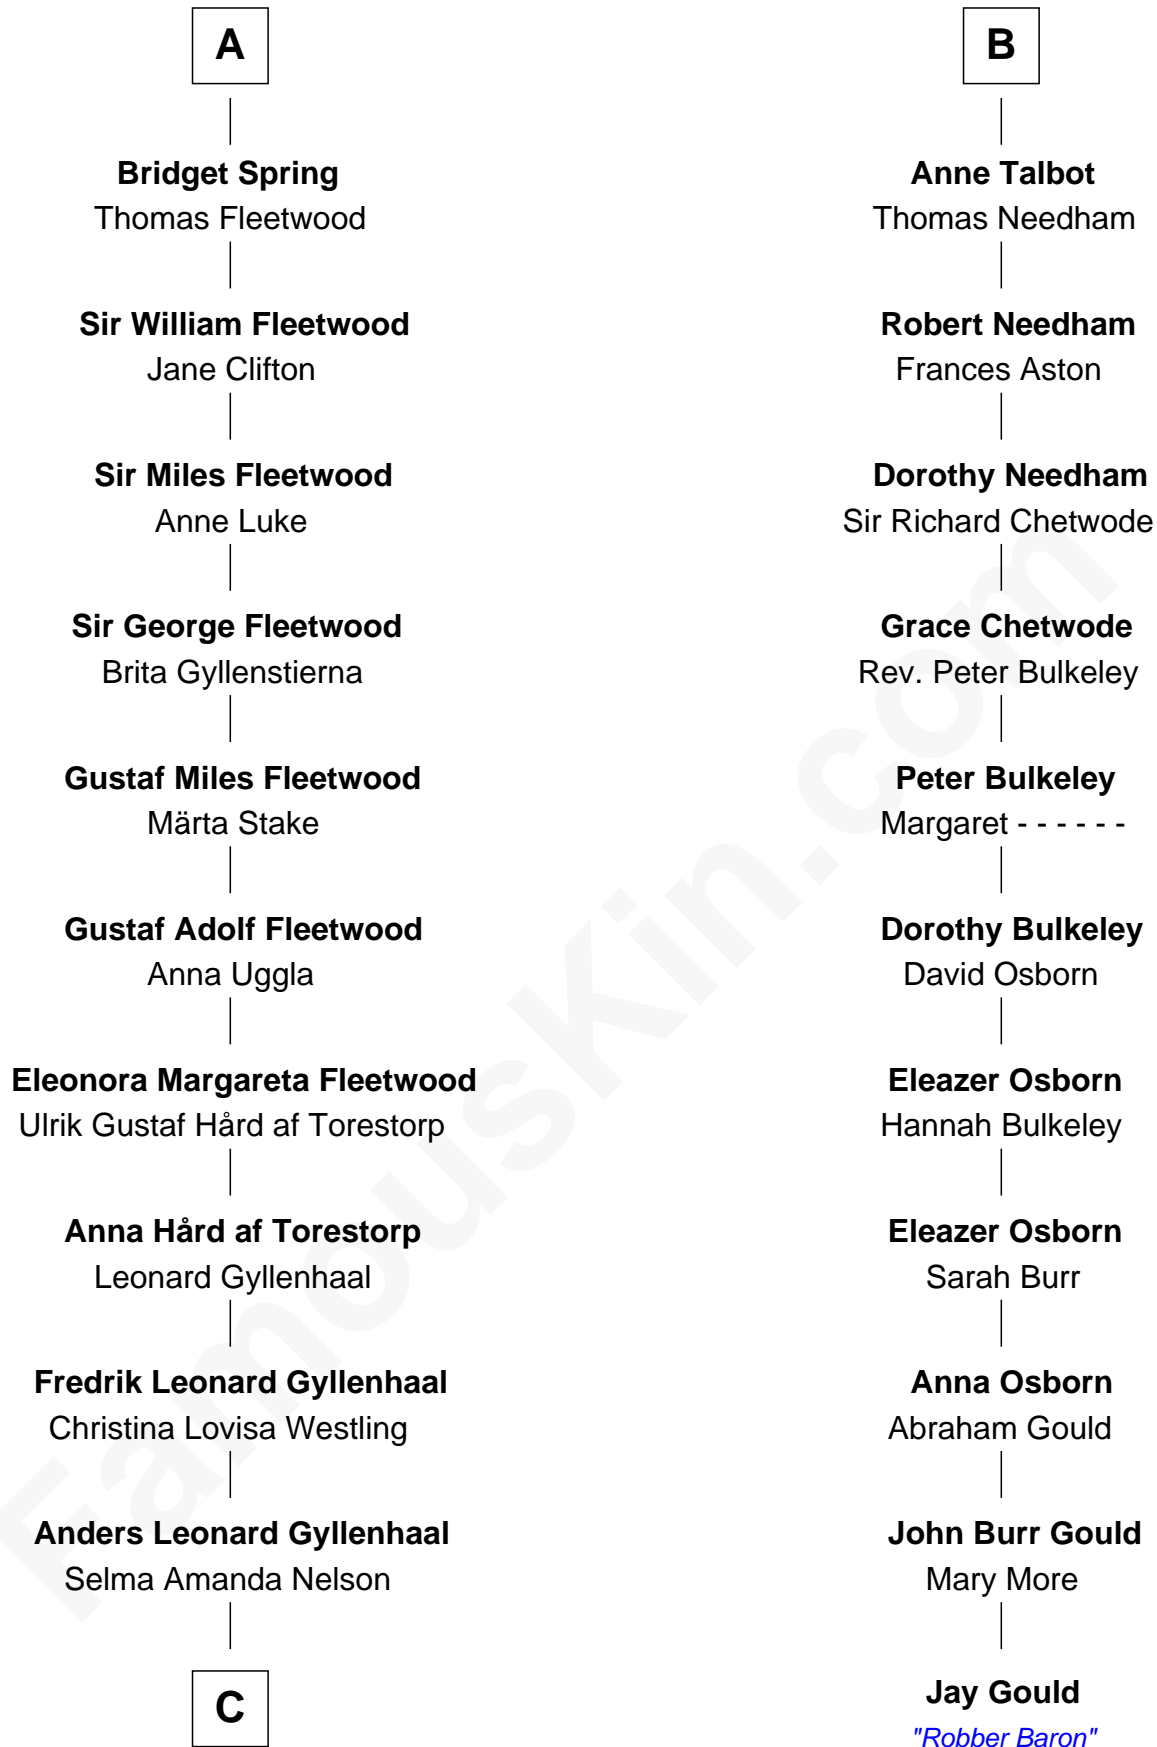 A
Bridget Spring
Thomas Fleetwood
Sir William Fleetwood
Jane Clifton
Sir Miles Fleetwood
Anne Luke
Sir George Fleetwood
Brita Gyllenstierna
Gustaf Miles Fleetwood
Märta Stake
Gustaf Adolf Fleetwood
Anna Uggla
Eleonora Margareta Fleetwood
Ulrik Gustaf Hård af Torestorp
Anna Hård af Torestorp
Leonard Gyllenhaal
Fredrik Leonard Gyllenhaal
Christina Lovisa Westling
Anders Leonard Gyllenhaal
Selma Amanda Nelson
C
B
Anne Talbot
Thomas Needham
Robert Needham
Frances Aston
Dorothy Needham
Sir Richard Chetwode
Grace Chetwode
Rev. Peter Bulkeley
Peter Bulkeley
Margaret - - - - - -
Dorothy Bulkeley
David Osborn
Eleazer Osborn
Hannah Bulkeley
Eleazer Osborn
Sarah Burr
Anna Osborn
Abraham Gould
John Burr Gould
Mary More
Jay Gould
"Robber Baron"
FamousKin.com